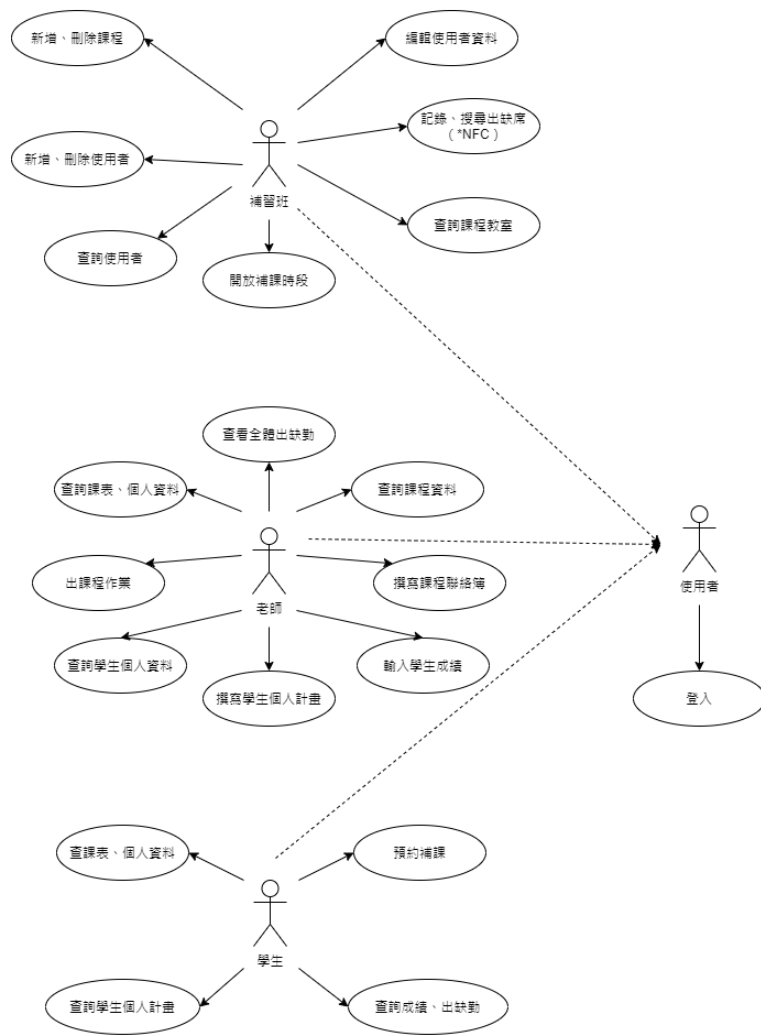 新增、刪除課程
編輯使用者資料
記錄、搜尋出缺席
（*NFC）
新增、刪除使用者
補習班
查詢課程教室
查詢使用者
開放補課時段
查看全體出缺勤
查詢課表、個人資料
查詢課程資料
出課程作業
撰寫課程聯絡簿
使用者
老師
查詢學生個人資料
輸入學生成績
撰寫學生個人計畫
登入
查課表、個人資料
預約補課
學生
查詢學生個人計畫
查詢成績、出缺勤